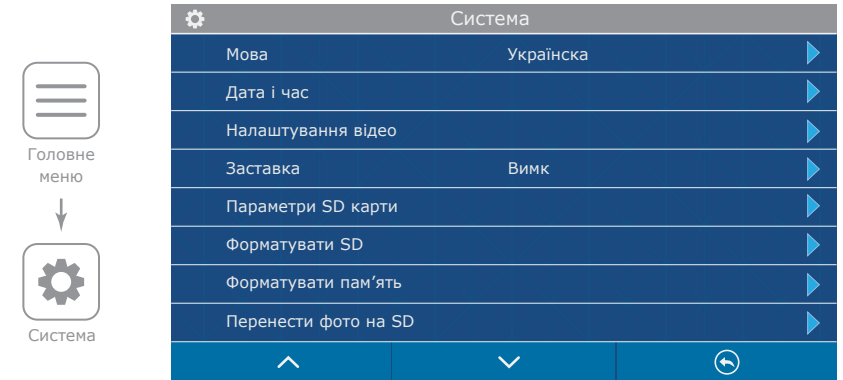 Головне
меню
Система
Система
Мова Українска
Дата і час
Налаштування відео
Заставка Вимк
Параметри SD карти
Форматувати SD
Форматувати пам’ять
Перенести фото на SD